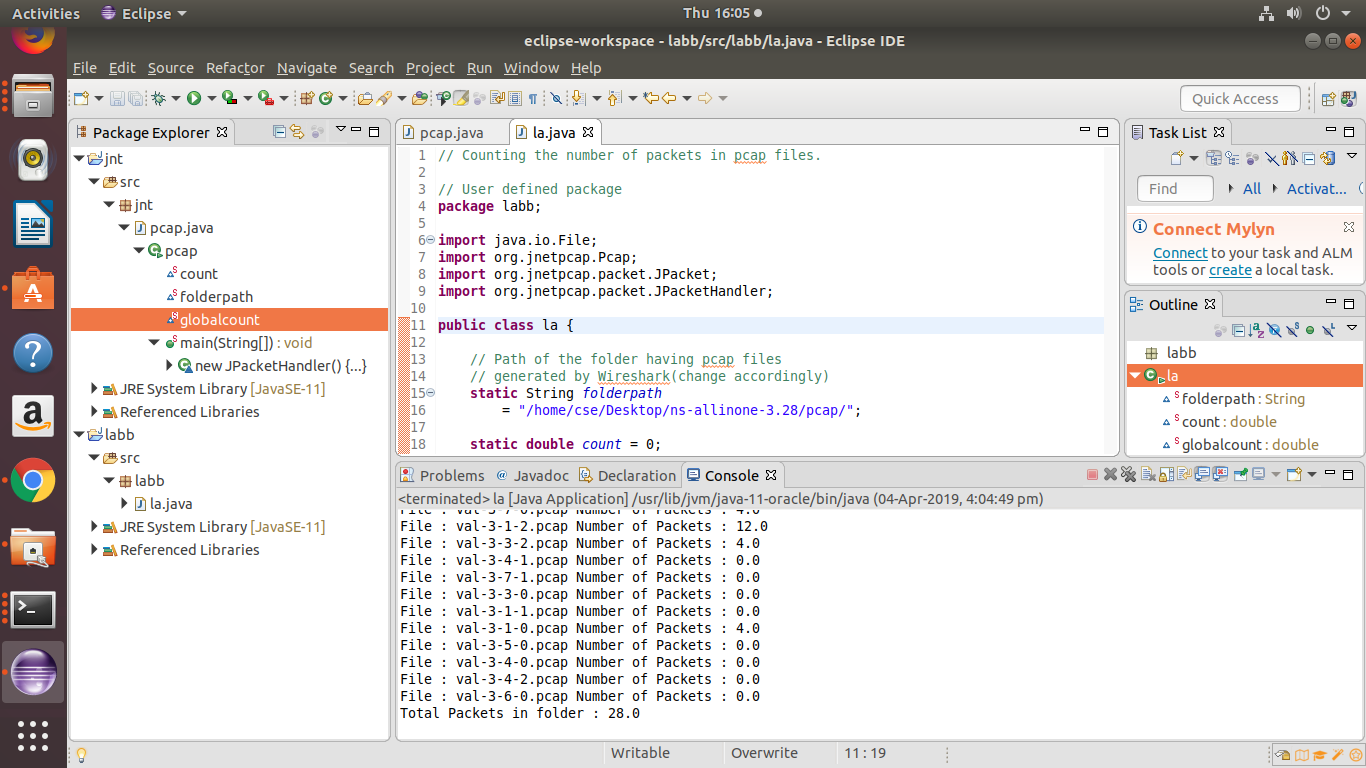 Activities Eclipse Thu 16:05
eclipse-workspace - labb/src/labb/la.java - Eclipse IDE
File Edit Source Refactor Navigate Search Project Run Window Help
Quick Access
Package Explorer
jnt
src
jnt
pcap.java
pcap
count
folderpath
globalcount
main(String[]) : void
new JPacketHandler() {...}
JRE System Library [JavaSE-11]
Referenced Libraries
labb
src
labb
la.java
JRE System Library [JavaSE-11]
Referenced Libraries
pcap.java la.java
1 // Counting the number of packets in pcap files.
2
3 // User defined package
4 package labb;
5
6 import java.io.File;
7 import org.jnetpcap.Pcap;
8 import org.jnetpcap.packet.JPacket;
9 import org.jnetpcap.packet.JPacketHandler;
10
11 public class la {
12
13 // Path of the folder having pcap files
14 // generated by Wireshark(change accordingly)
15 static String folderpath
16 = "/home/cse/Desktop/ns-allinone-3.28/pcap/";
17
18 static double count = 0;
Task List
Find All Activat...
Connect Mylyn
Connect to your task and ALM
tools or create a local task.
Outline
labb
la
folderpath : String
count : double
globalcount : double
Problems @ Javadoc Declaration Console
<terminated> la [Java Application] /usr/lib/jvm/java-11-oracle/bin/java (04-Apr-2019, 4:04:49 pm)
File : val-3-7-0.pcap Number of Packets : 4.0
File : val-3-1-2.pcap Number of Packets : 12.0
File : val-3-3-2.pcap Number of Packets : 4.0
File : val-3-4-1.pcap Number of Packets : 0.0
File : val-3-7-1.pcap Number of Packets : 0.0
File : val-3-3-0.pcap Number of Packets : 0.0
File : val-3-1-1.pcap Number of Packets : 0.0
File : val-3-1-0.pcap Number of Packets : 4.0
File : val-3-5-0.pcap Number of Packets : 0.0
File : val-3-4-0.pcap Number of Packets : 0.0
File : val-3-4-2.pcap Number of Packets : 0.0
File : val-3-6-0.pcap Number of Packets : 0.0
Total Packets in folder : 28.0
Writable Overwrite 11 : 19